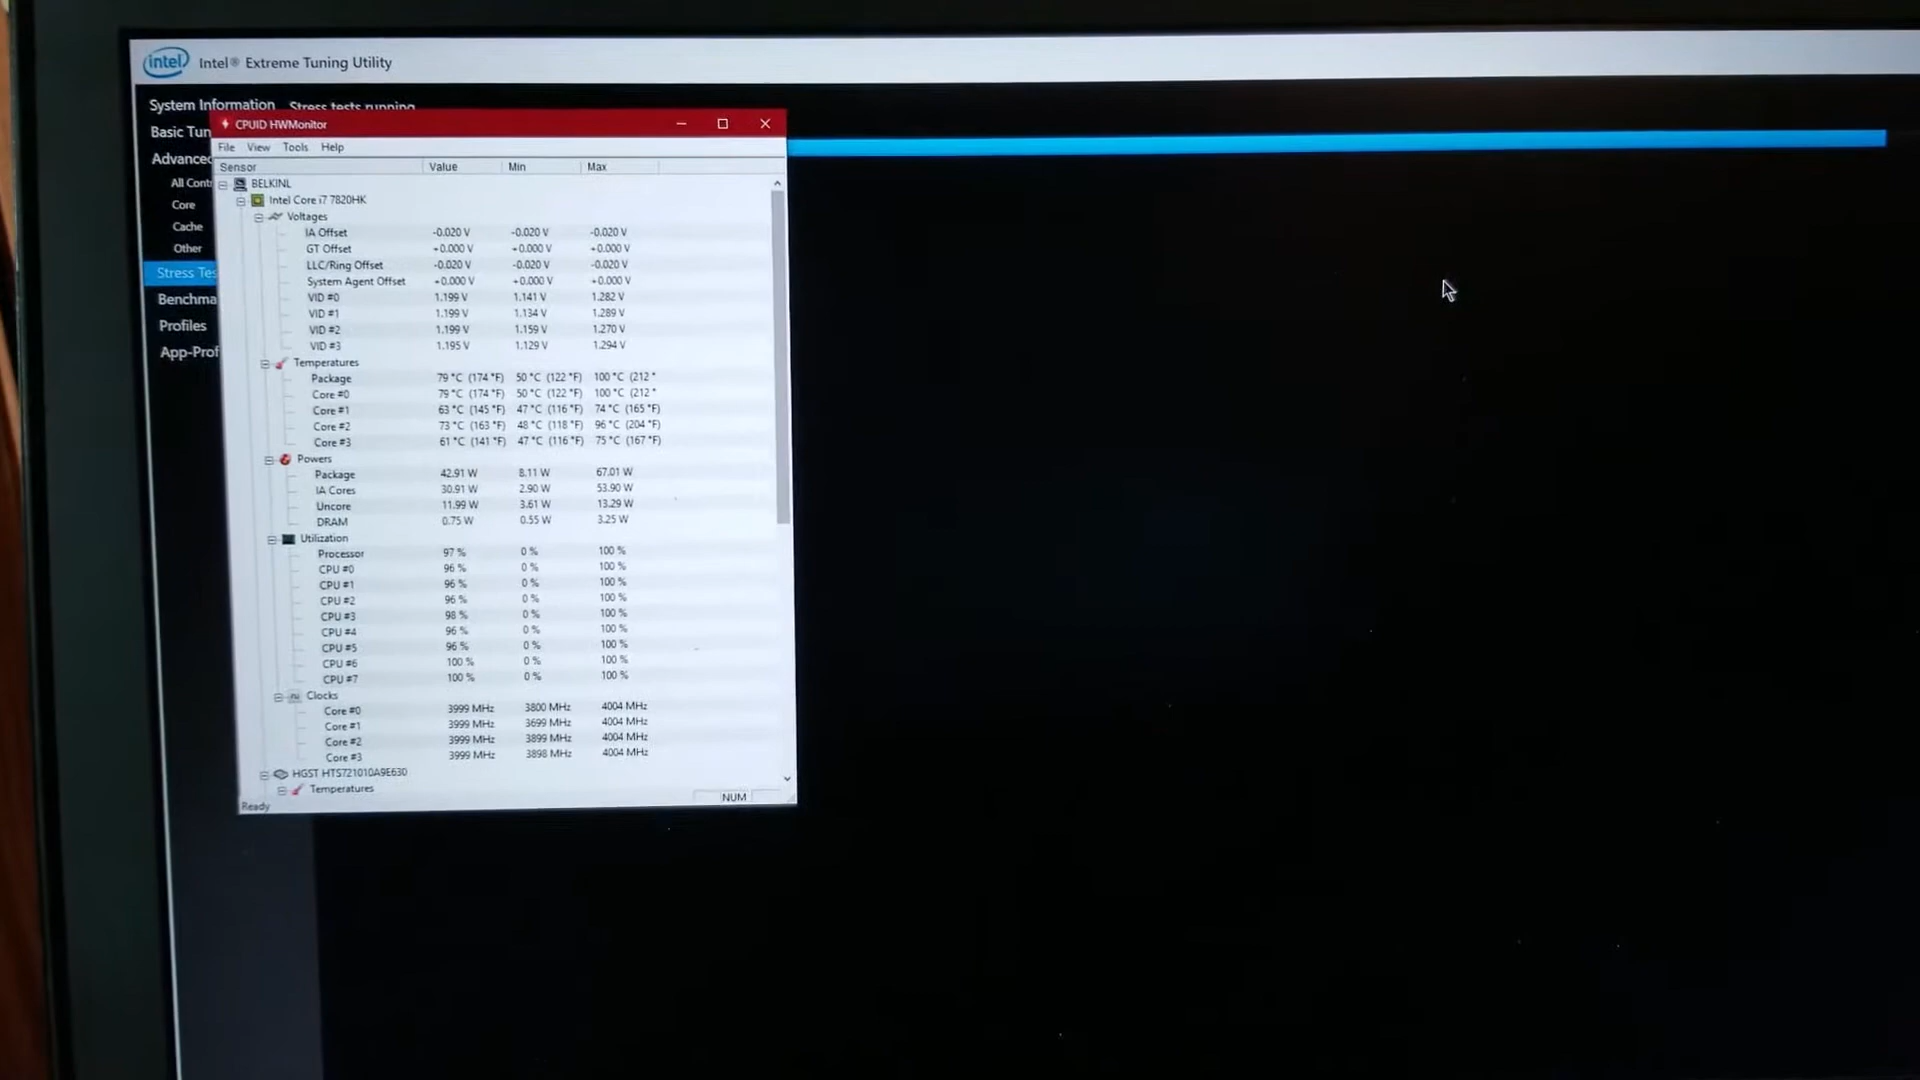 intel Intel® Extreme Tuning Utility
System Information Stress tests running
Basic Tun
Advanced
All Cont
Core
Cache
Other
Stress Tes
Benchma
Profiles
App-Prof
CPUID HWMonitor
File View Tools Help
Sensor Value Min Max
BELKINL
Intel Core i7 7820HK
Voltages
IA Offset -0.020 V -0.020 V -0.020 V
GT Offset +0.000 V +0.000 V +0.000 V
LLC/Ring Offset -0.020 V -0.020 V -0.020 V
System Agent Offset +0.000 V +0.000 V +0.000 V
VID #0 1.199 V 1.141 V 1.282 V
VID #1 1.199 V 1.134 V 1.289 V
VID #2 1.199 V 1.159 V 1.270 V
VID #3 1.195 V 1.129 V 1.294 V
Temperatures
Package 79 °C (174 °F) 50 °C (122 °F) 100 °C (212 °
Core #0 79 °C (174 °F) 50 °C (122 °F) 100 °C (212 °
Core #1 63 °C (145 °F) 47 °C (116 °F) 74 °C (165 °F)
Core #2 73 °C (163 °F) 48 °C (118 °F) 96 °C (204 °F)
Core #3 61 °C (141 °F) 47 °C (116 °F) 75 °C (167 °F)
Powers
Package 42.91 W 8.11 W 67.01 W
IA Cores 30.91 W 2.90 W 53.90 W
Uncore 11.99 W 3.61 W 13.29 W
DRAM 0.75 W 0.55 W 3.25 W
Utilization
Processor 97 % 0 % 100 %
CPU #0 96 % 0 % 100 %
CPU #1 96 % 0 % 100 %
CPU #2 96 % 0 % 100 %
CPU #3 98 % 0 % 100 %
CPU #4 96 % 0 % 100 %
CPU #5 96 % 0 % 100 %
CPU #6 100 % 0 % 100 %
CPU #7 100 % 0 % 100 %
Clocks
Core #0 3999 MHz 3800 MHz 4004 MHz
Core #1 3999 MHz 3699 MHz 4004 MHz
Core #2 3999 MHz 3899 MHz 4004 MHz
Core #3 3999 MHz 3898 MHz 4004 MHz
HGST HTS721010A9E630
Temperatures
Ready NUM